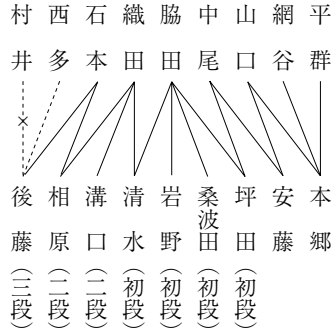 平群
網谷
山口
中尾
脇田
織田
石本
西多
村井
本郷
安藤
坪田（初段）
桑波田（初段）
岩野（初段）
清水（初段）
溝口（二段）
相原（二段）
後藤（三段）